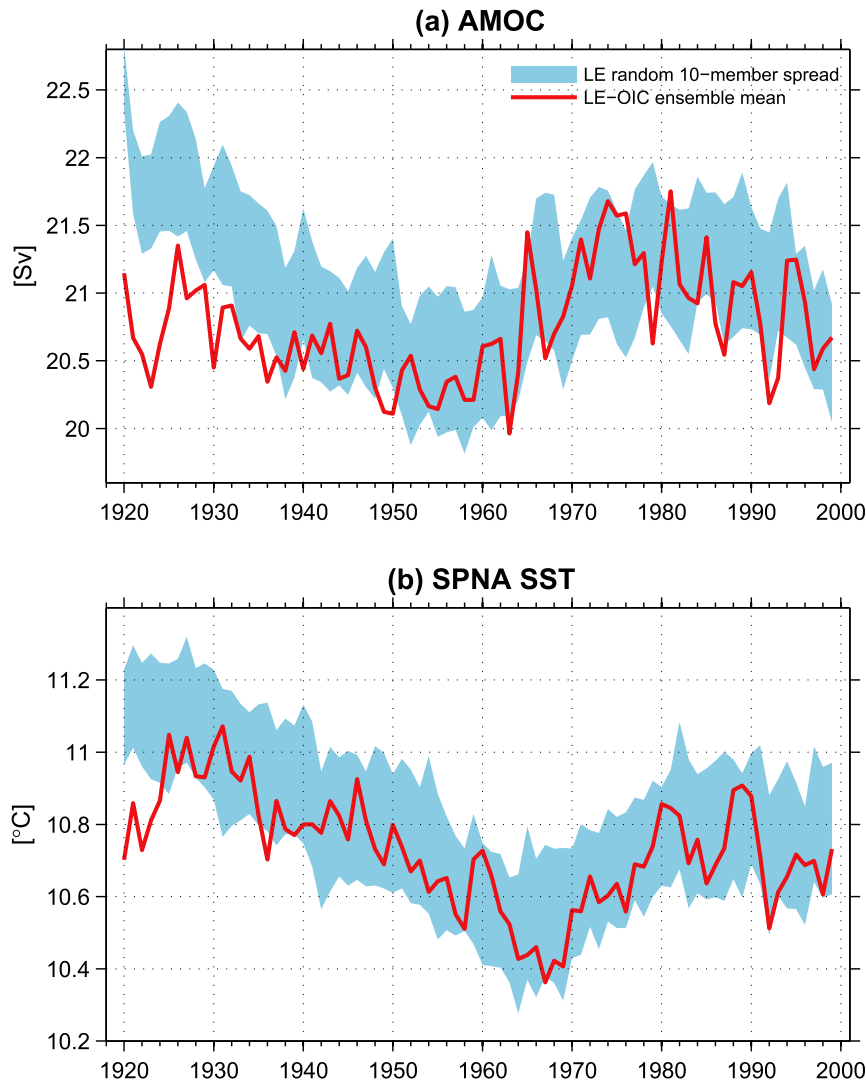 (a) AMOC
LE random 10−member spread
LE−OIC ensemble mean
[Sv]
22.5
22
21.5
21
20.5
20
1920 1930 1940 1950 1960 1970 1980 1990 2000
(b) SPNA SST
[°C]
11.2
11
10.8
10.6
10.4
10.2
1920 1930 1940 1950 1960 1970 1980 1990 2000